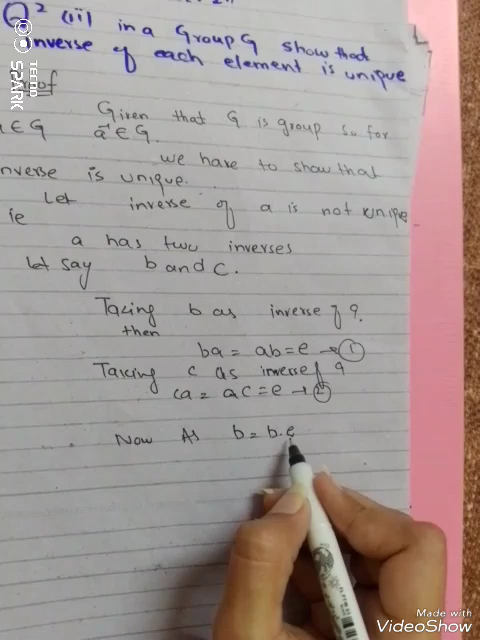 Q² (ii) in a Group G show that
inverse of each element is unique
Given that G is group so for
∈ G a⁻¹ ∈ G.
we have to show that
nverse is unique.
Let inverse of a is not unique
ie
a has two inverses
let say b and c.
Taking b as inverse of a.
then
ba = ab = e → ①
Taking c as inverse of a
ca = ac = e → ②
Now As b = b.e
SPARK
TECNO
Made with
VideoShow